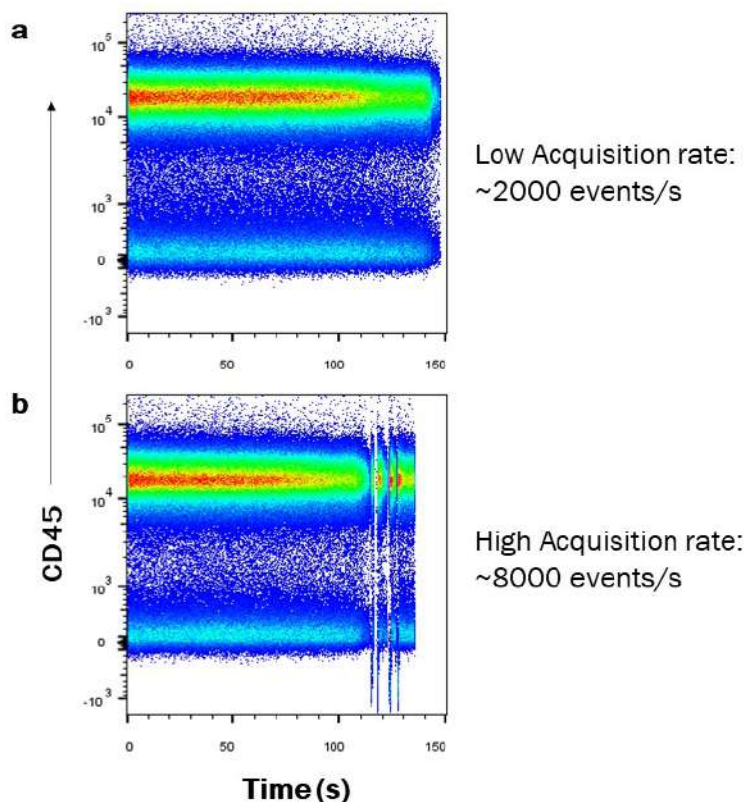 a
10⁵
10⁴
10³
0
-10³
0 50 100 150
Low Acquisition rate:
~2000 events/s
b
10⁵
10⁴
10³
0
-10³
0 50 100 150
High Acquisition rate:
~8000 events/s
CD45
Time (s)